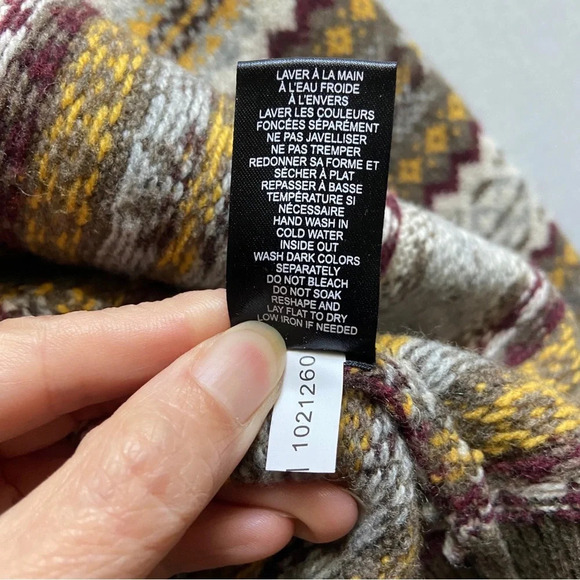 LAVER À LA MAIN
À L'EAU FROIDE
À L'ENVERS
LAVER LES COULEURS
FONCÉES SÉPARÉMENT
NE PAS JAVELLISER
NE PAS TREMPER
REDONNER SA FORME ET
SÉCHER À PLAT
REPASSER À BASSE
TEMPÉRATURE SI
NÉCESSAIRE
HAND WASH IN
COLD WATER
INSIDE OUT
WASH DARK COLORS
SEPARATELY
DO NOT BLEACH
DO NOT SOAK
RESHAPE AND
LAY FLAT TO DRY
LOW IRON IF NEEDED
1021260